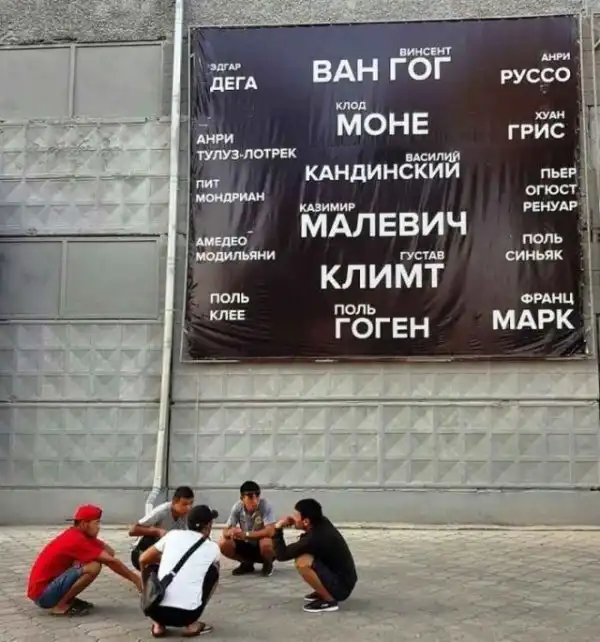 ЭДГАР
ДЕГА
АНРИ
ТУЛУЗ-ЛОТРЕК
ПИТ
МОНДРИАН
АМЕДЕО
МОДИЛЬЯНИ
ПОЛЬ
КЛЕЕ
ВИНСЕНТ
ВАН ГОГ
КЛОД
МОНЕ
ВАСИЛИЙ
КАНДИНСКИЙ
КАЗИМИР
МАЛЕВИЧ
ГУСТАВ
КЛИМТ
ПОЛЬ
ГОГЕН
АНРИ
РУССО
ХУАН
ГРИС
ПЬЕР
ОГЮСТ
РЕНУАР
ПОЛЬ
СИНЬЯК
ФРАНЦ
МАРК